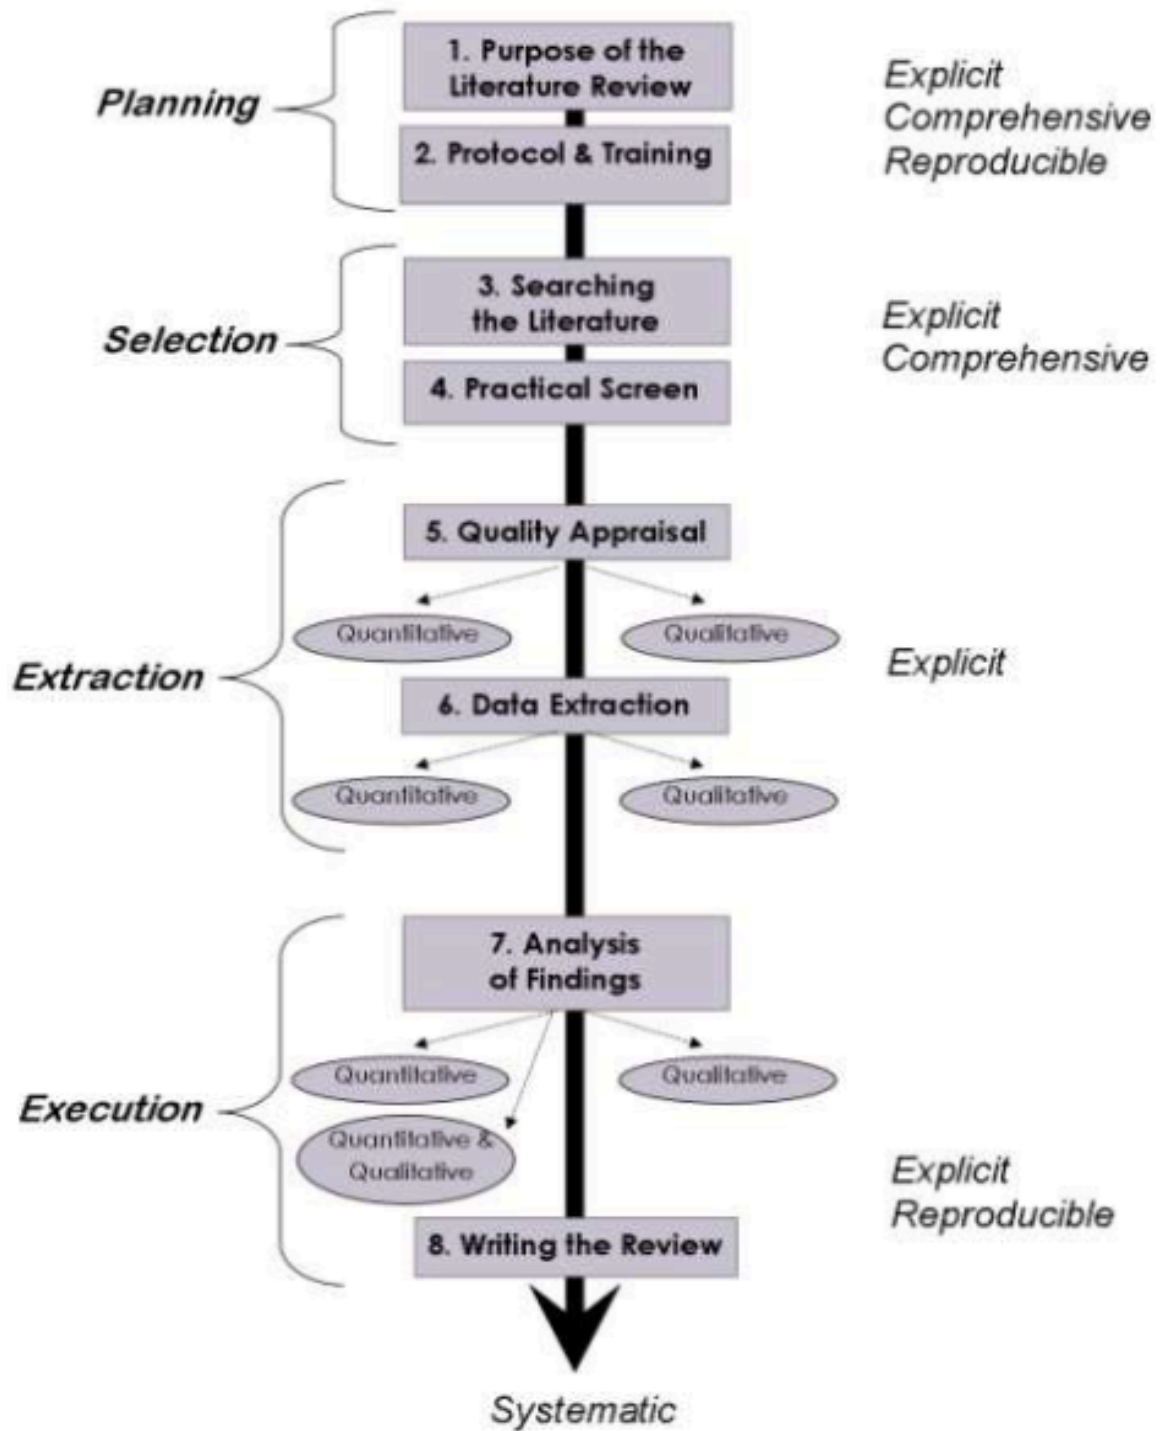 Planning
1. Purpose of the
Literature Review
2. Protocol & Training
Explicit
Comprehensive
Reproducible
Selection
3. Searching
the Literature
4. Practical Screen
Explicit
Comprehensive
Extraction
5. Quality Appraisal
Quantitative
Qualitative
6. Data Extraction
Quantitative
Qualitative
Explicit
Execution
7. Analysis
of Findings
Quantitative
Qualitative
Quantitative &
Qualitative
8. Writing the Review
Explicit
Reproducible
Systematic